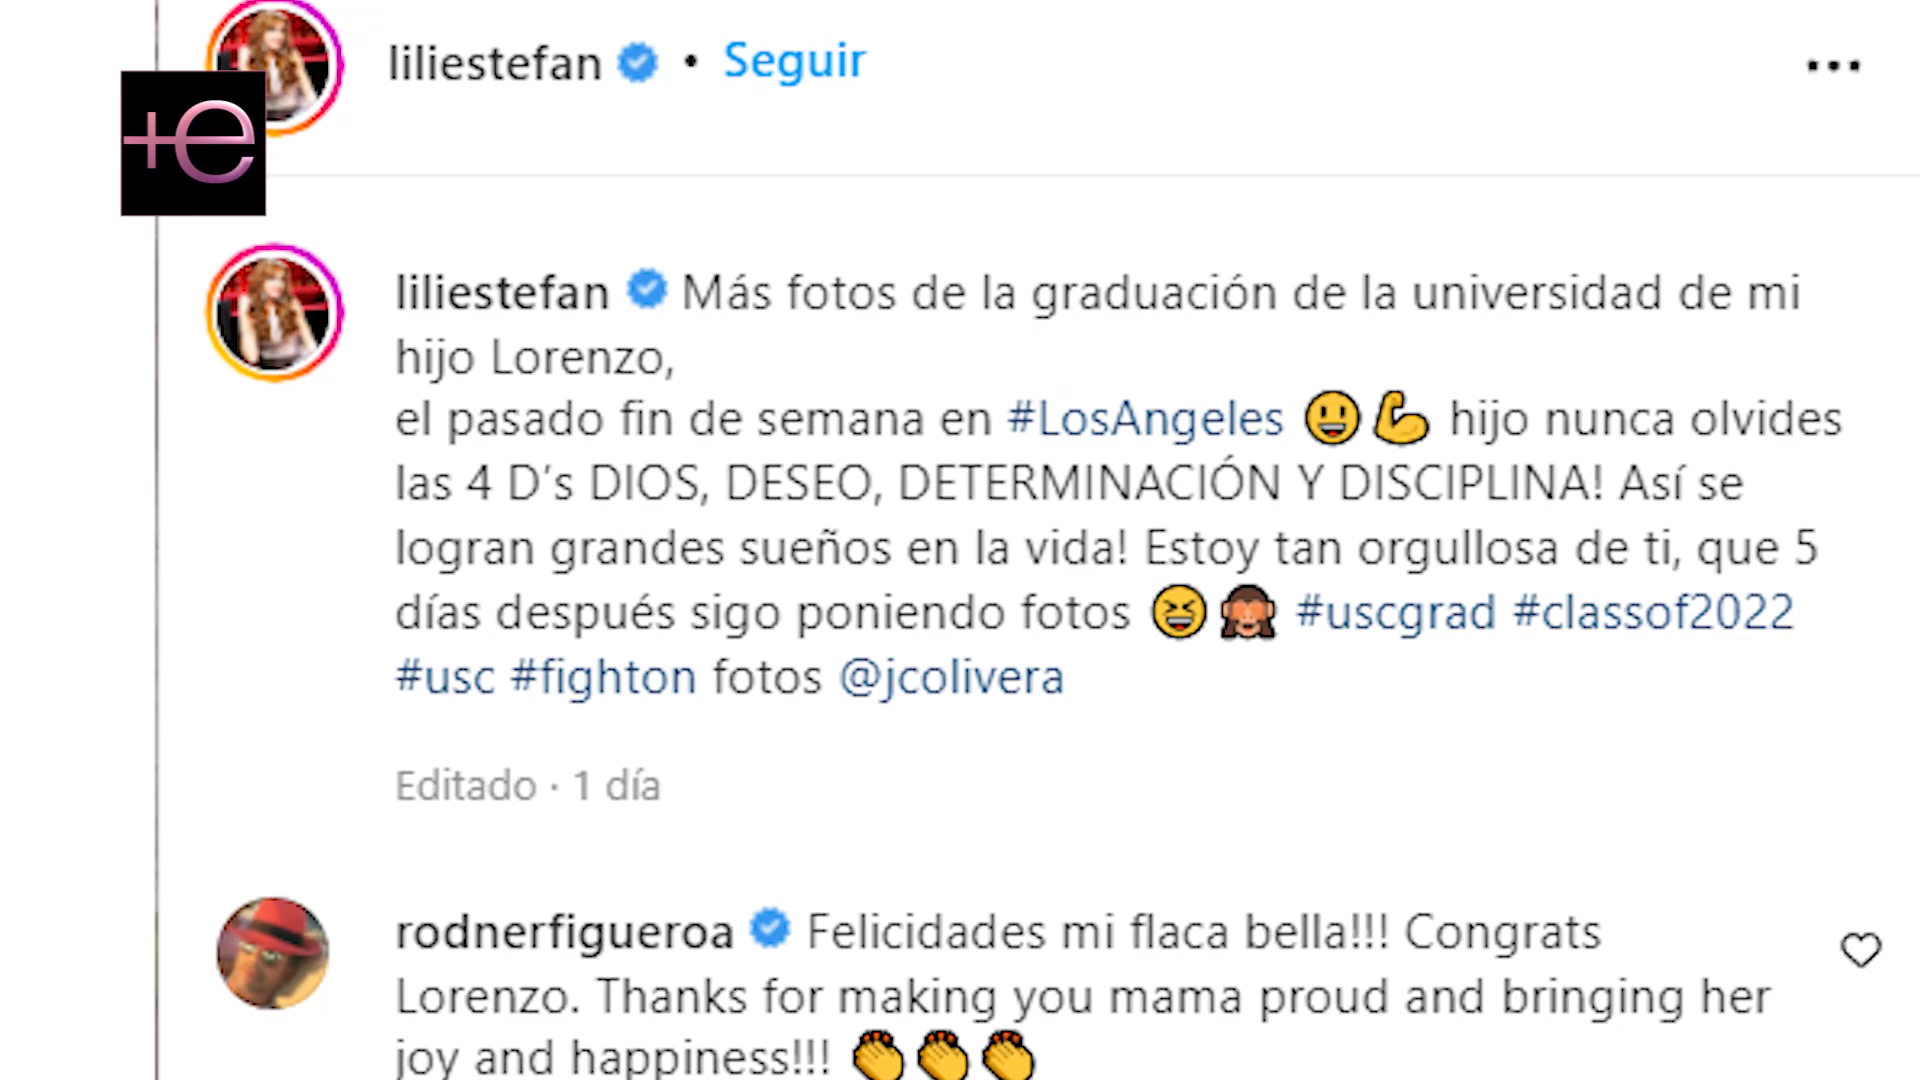 liliestefan • Seguir
+e
liliestefan Más fotos de la graduación de la universidad de mi
hijo Lorenzo,
el pasado fin de semana en #LosAngeles 😃💪 hijo nunca olvides
las 4 D's DIOS, DESEO, DETERMINACIÓN Y DISCIPLINA! Así se
logran grandes sueños en la vida! Estoy tan orgullosa de ti, que 5
días después sigo poniendo fotos 😆🙈 #uscgrad #classof2022
#usc #fighton fotos @jcolivera
Editado · 1 día
rodnerfigueroa Felicidades mi flaca bella!!! Congrats
Lorenzo. Thanks for making you mama proud and bringing her
joy and happiness!!! 👏👏👏